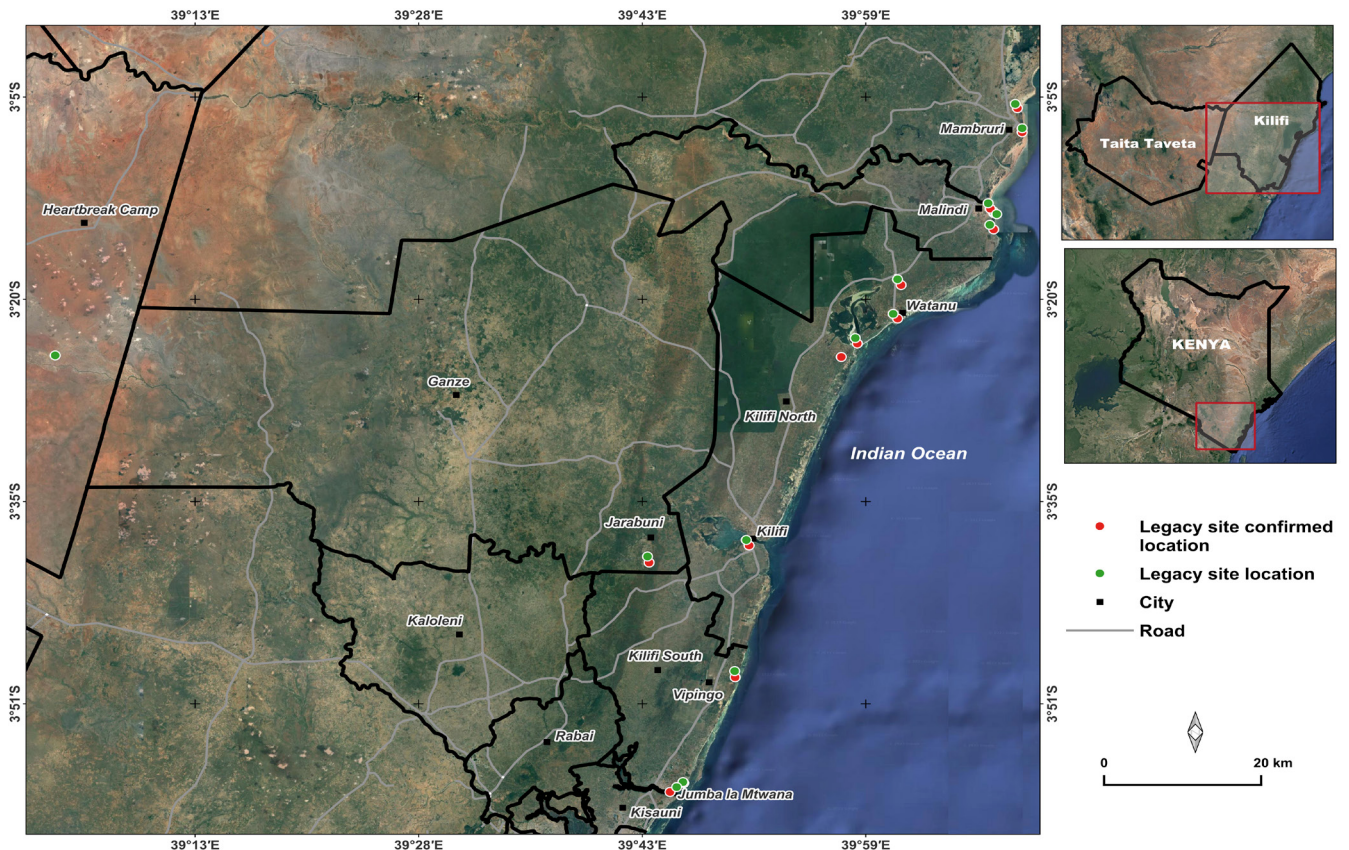 39°13'E 39°28'E 39°43'E 39°59'E
3°5'S 3°5'S
Mambruri
Heartbreak Camp
Malindi
3°20'S 3°20'S
Watanu
Ganze
Kilifi North
Indian Ocean
3°35'S 3°35'S
Jarabuni
Kilifi
Kaloleni
Kilifi South
Vipingo
3°51'S 3°51'S
Rabai
Jumba la Mtwana
Kisauni
39°13'E 39°28'E 39°43'E 39°59'E
Kilifi
Taita Taveta
KENYA
Legacy site confirmed
location
Legacy site location
City
Road
0 20 km